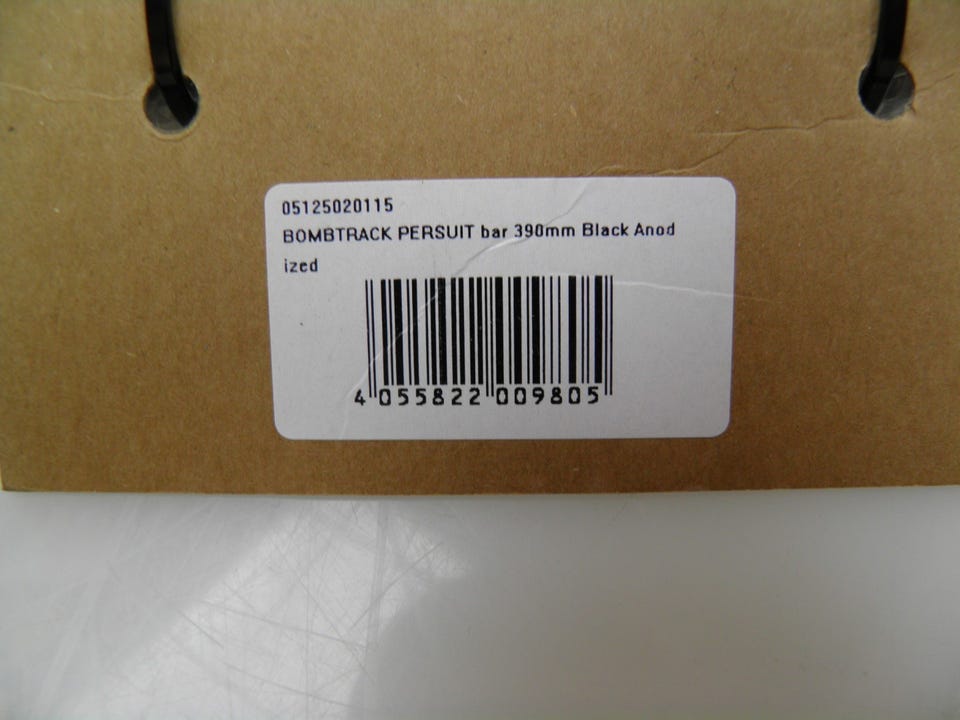 05125020115
BOMBTRACK PERSUIT bar 390mm Black Anod
ized
4 055822 009805